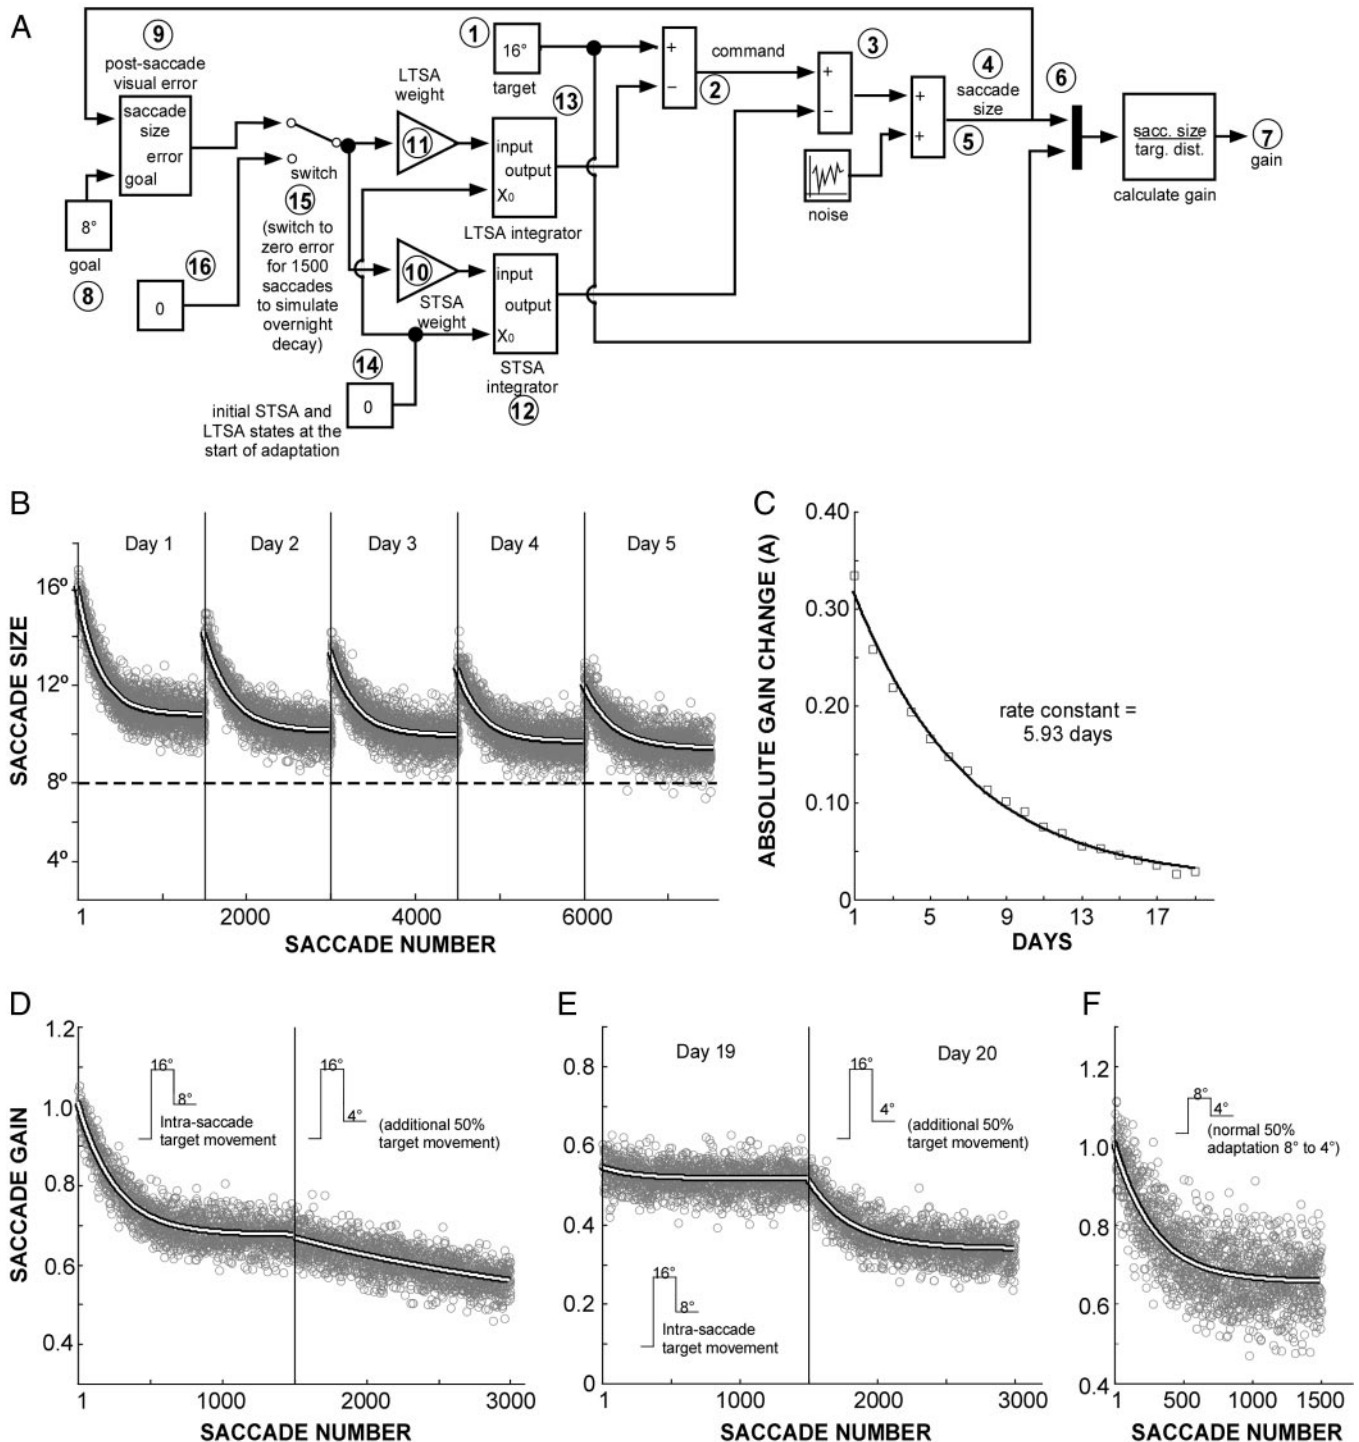 A
9
post-saccade
visual error
saccade
size
error
goal
8°
goal
8
16
0
switch
15
(switch to
zero error
for 1500
saccades
to simulate
overnight
decay)
14
0
initial STSA and
LTSA states at the
start of adaptation
LTSA
weight
11
10
STSA
weight
1
16°
target
13
input
output
X0
LTSA integrator
input
output
X0
STSA
integrator
12
+
−
command
2
+
−
3
noise
+
+
4
saccade
size
5
6
sacc. size
targ. dist.
calculate gain
7
gain
B
SACCADE SIZE
16º
12º
8º
4º
Day 1
Day 2
Day 3
Day 4
Day 5
1
2000
4000
6000
SACCADE NUMBER
C
ABSOLUTE GAIN CHANGE (A)
0.40
0.30
0.20
0.10
0
rate constant =
5.93 days
1
5
9
13
17
DAYS
D
SACCADE GAIN
1.2
1.0
0.8
0.6
0.4
16°
8°
Intra-saccade
target movement
16°
4°
(additional 50%
target movement)
1
1000
2000
3000
SACCADE NUMBER
E
0.8
0.6
0.4
0.2
0
Day 19
Day 20
16°
4°
(additional 50%
target movement)
16°
8°
Intra-saccade
target movement
1
1000
2000
3000
SACCADE NUMBER
F
1.2
1.0
0.8
0.6
0.4
8°
4°
(normal 50%
adaptation 8° to 4°)
1
500
1000
1500
SACCADE NUMBER